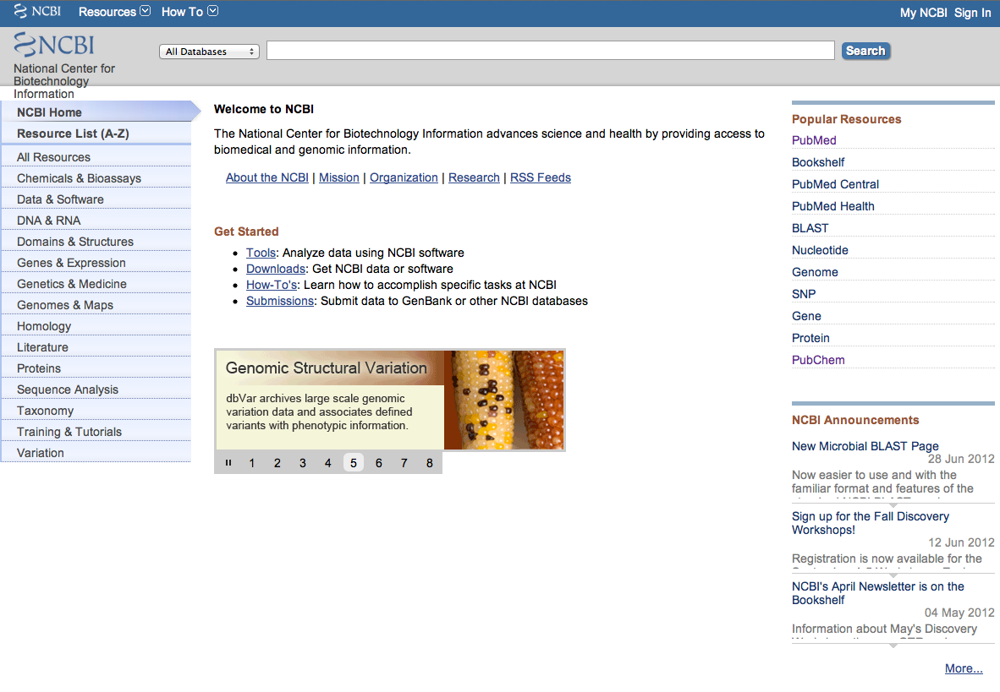 NCBI Resources How To My NCBI Sign In
NCBI
National Center for
Biotechnology
Information
All Databases
Search
NCBI Home
Resource List (A-Z)
All Resources
Chemicals & Bioassays
Data & Software
DNA & RNA
Domains & Structures
Genes & Expression
Genetics & Medicine
Genomes & Maps
Homology
Literature
Proteins
Sequence Analysis
Taxonomy
Training & Tutorials
Variation
Welcome to NCBI
The National Center for Biotechnology Information advances science and health by providing access to
biomedical and genomic information.
About the NCBI | Mission | Organization | Research | RSS Feeds
Get Started
Tools: Analyze data using NCBI software
Downloads: Get NCBI data or software
How-To's: Learn how to accomplish specific tasks at NCBI
Submissions: Submit data to GenBank or other NCBI databases
Genomic Structural Variation
dbVar archives large scale genomic
variation data and associates defined
variants with phenotypic information.
1 2 3 4 5 6 7 8
Popular Resources
PubMed
Bookshelf
PubMed Central
PubMed Health
BLAST
Nucleotide
Genome
SNP
Gene
Protein
PubChem
NCBI Announcements
New Microbial BLAST Page
28 Jun 2012
Now easier to use and with the
familiar format and features of the
Sign up for the Fall Discovery
Workshops!
12 Jun 2012
Registration is now available for the
NCBI's April Newsletter is on the
Bookshelf
04 May 2012
Information about May's Discovery
More...